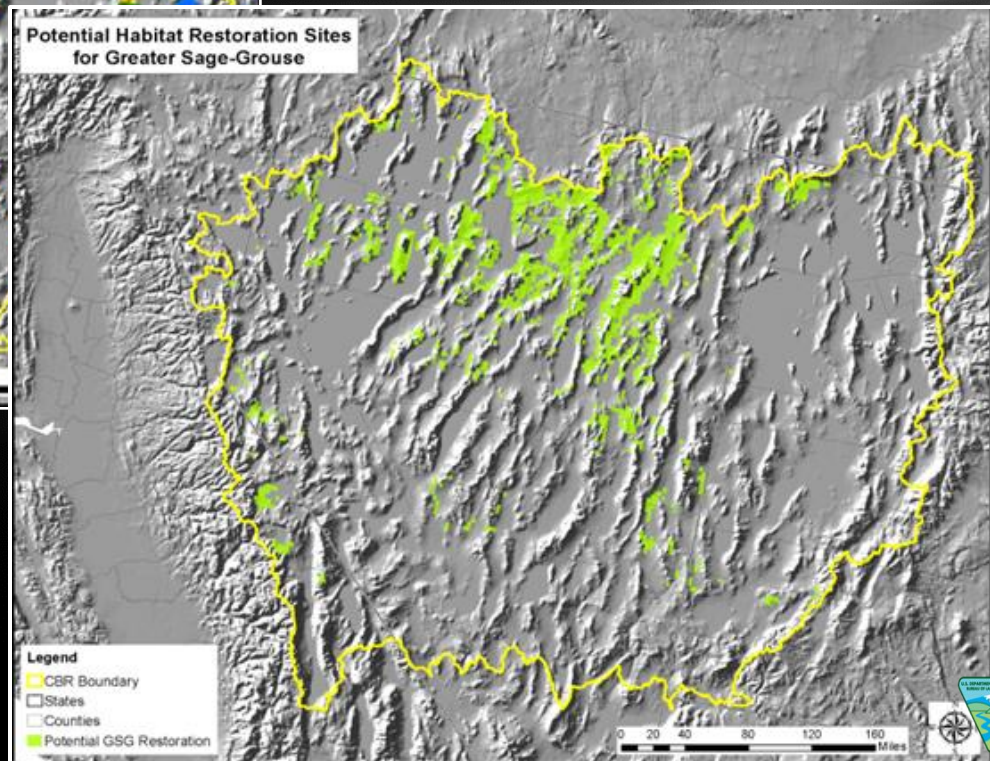 Potential Habitat Restoration Sites
for Greater Sage-Grouse
Legend
CBR Boundary
States
Counties
Potential GSG Restoration
0 20 40 80 120 160
Miles